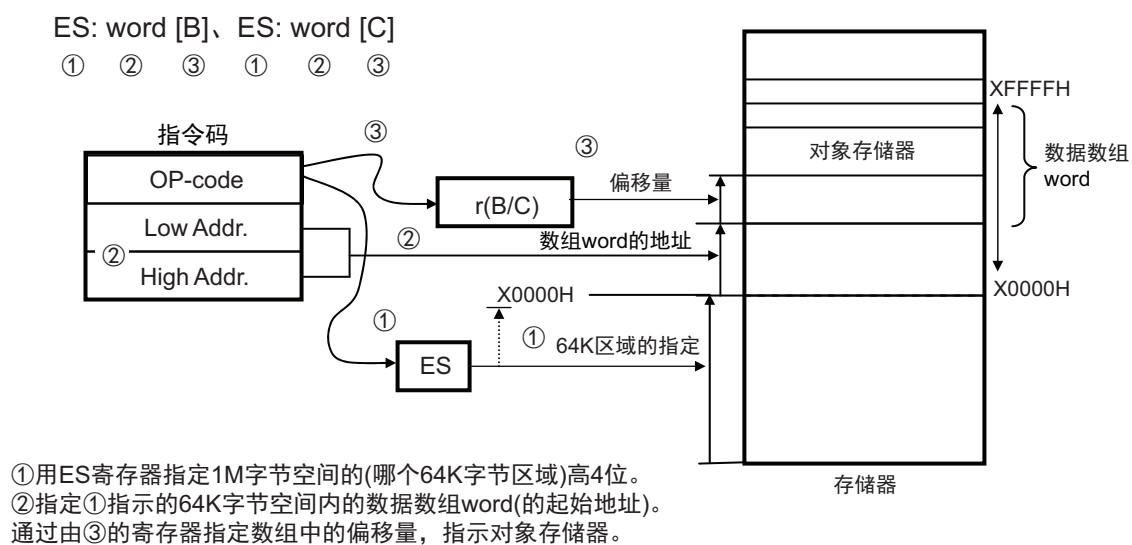 ES: word [B]、ES: word [C]
① ② ③ ① ② ③
指令码
OP-code
Low Addr.
②
High Addr.
③
r(B/C)
③
偏移量
②
数组word的地址
X0000H
①
ES
①
64K区域的指定
XFFFFH
对象存储器
数据数组
word
X0000H
存储器
①用ES寄存器指定1M字节空间的(哪个64K字节区域)高4位。
②指定①指示的64K字节空间内的数据数组word(的起始地址)。
通过由③的寄存器指定数组中的偏移量，指示对象存储器。